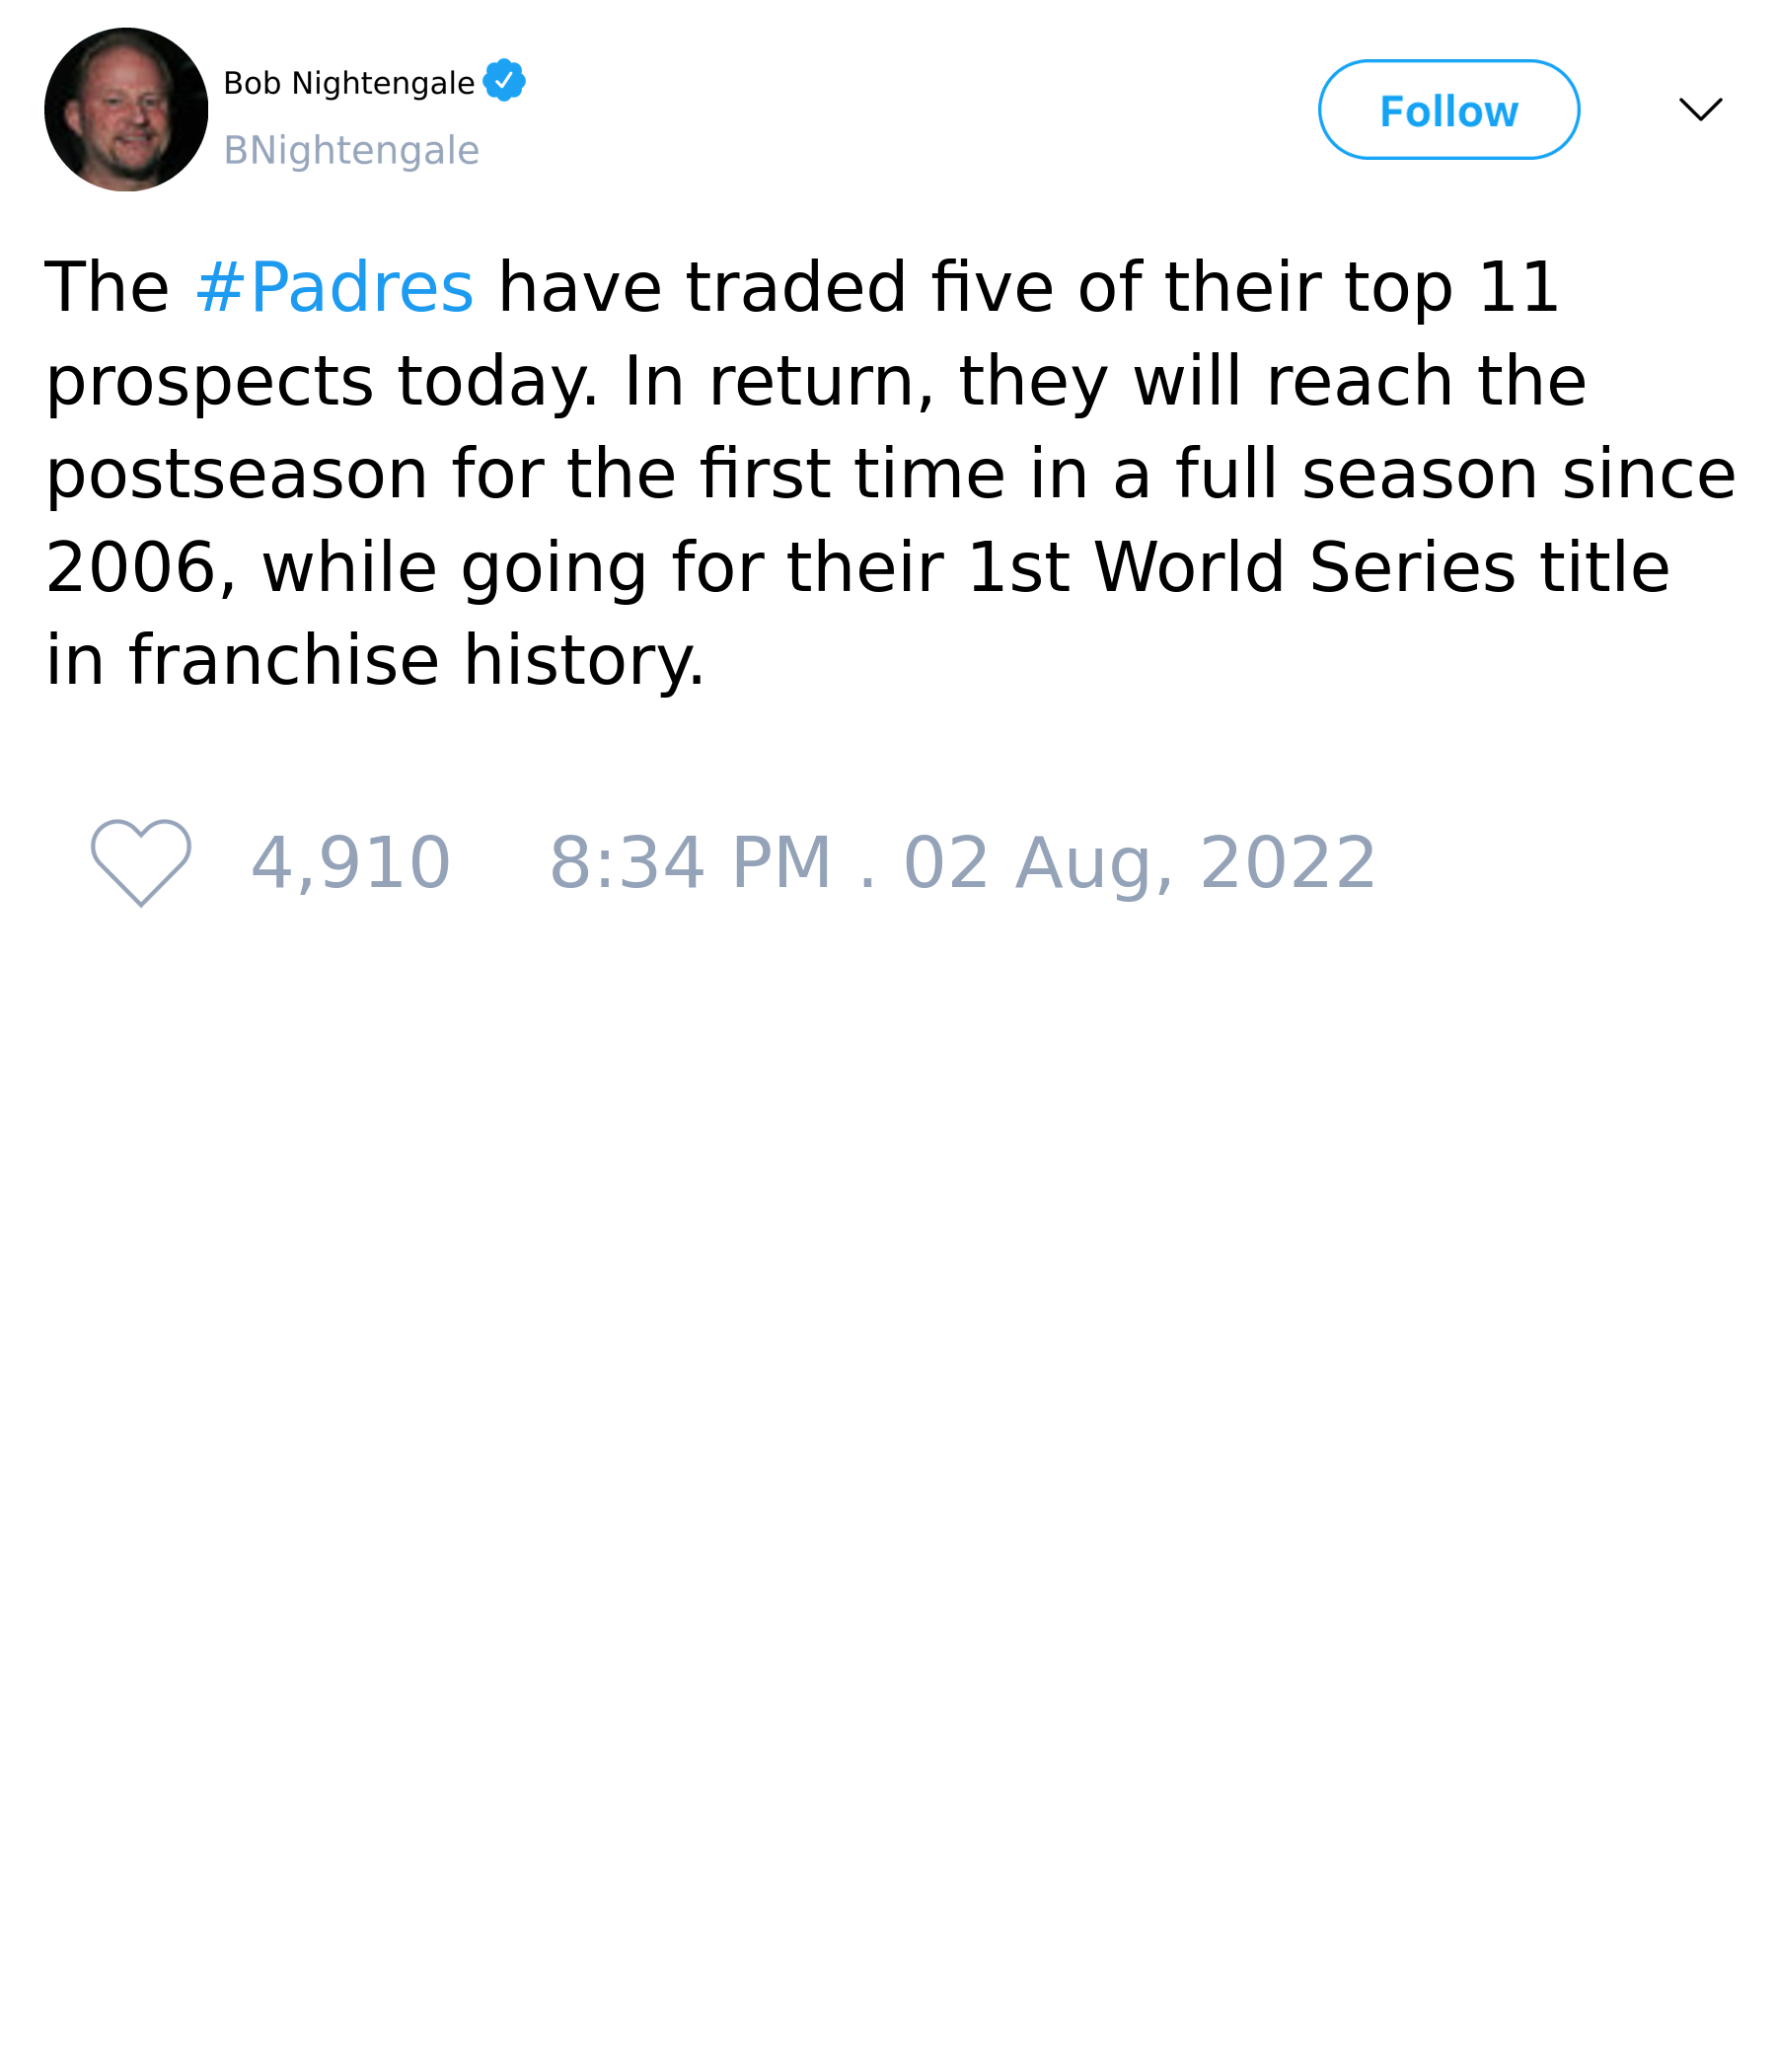 Bob Nightengale
BNightengale
Follow
The #Padres have traded five of their top 11
prospects today. In return, they will reach the
postseason for the first time in a full season since
2006, while going for their 1st World Series title
in franchise history.
4,910 8:34 PM . 02 Aug, 2022